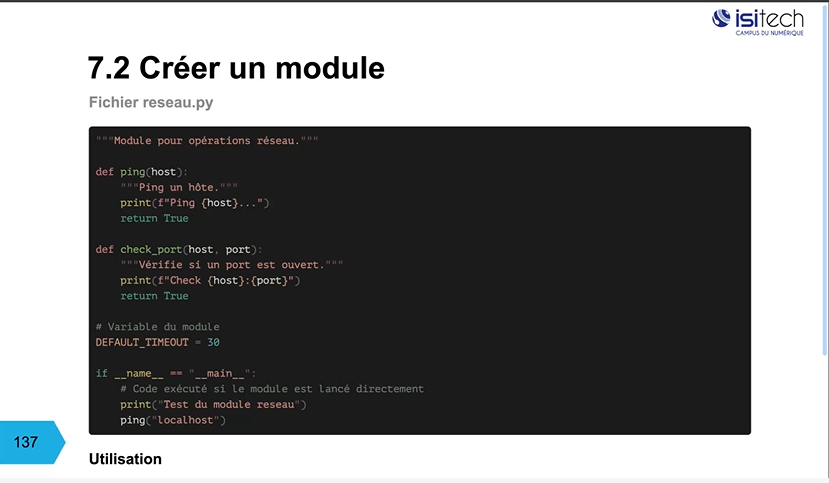 isitech
CAMPUS DU NUMÉRIQUE
7.2 Créer un module
Fichier reseau.py
"""Module pour opérations réseau."""
def ping(host):
"""Ping un hôte."""
print(f"Ping {host}...")
return True
def check_port(host, port):
"""Vérifie si un port est ouvert."""
print(f"Check {host}:{port}")
return True
# Variable du module
DEFAULT_TIMEOUT = 30
if __name__ == "__main__":
# Code exécuté si le module est lancé directement
print("Test du module reseau")
ping("localhost")
137
Utilisation